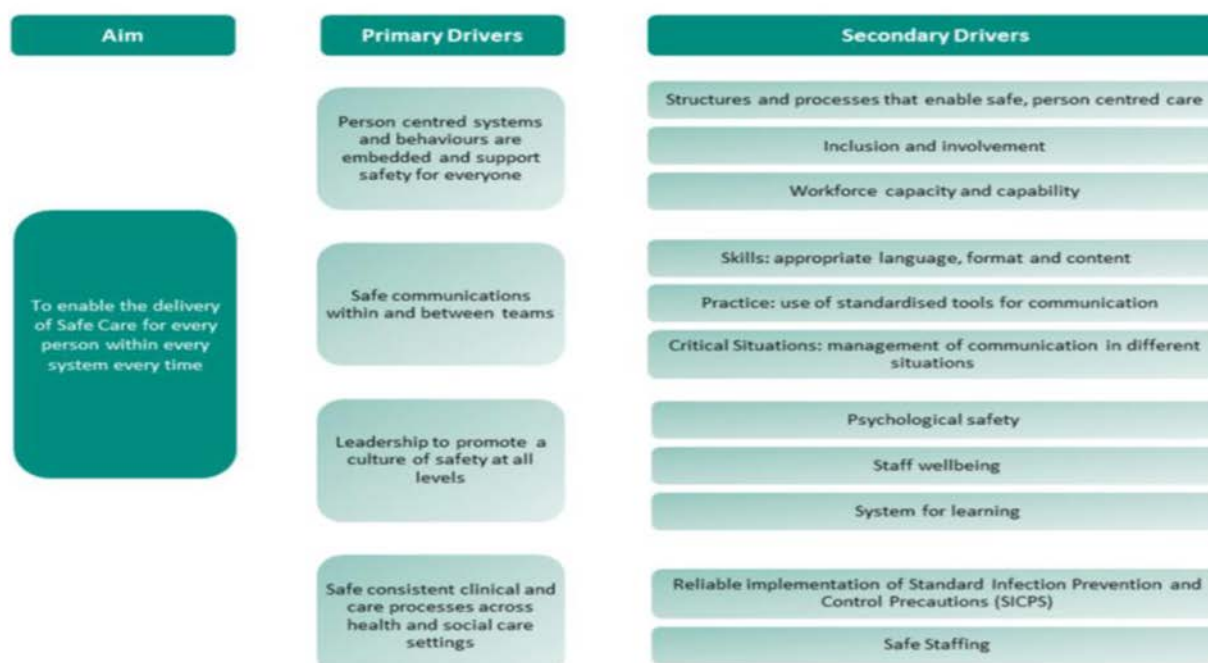 Aim
Primary Drivers
Secondary Drivers
To enable the delivery
of Safe Care for every
person within every
system every time
Person centred systems
and behaviours are
embedded and support
safety for everyone
Structures and processes that enable safe, person centred care
Inclusion and involvement
Workforce capacity and capability
Safe communications
within and between teams
Skills: appropriate language, format and content
Practice: use of standardised tools for communication
Critical Situations: management of communication in different
situations
Leadership to promote a
culture of safety at all
levels
Psychological safety
Staff wellbeing
System for learning
Safe consistent clinical and
care processes across
health and social care
settings
Reliable implementation of Standard Infection Prevention and
Control Precautions (SICPS)
Safe Staffing